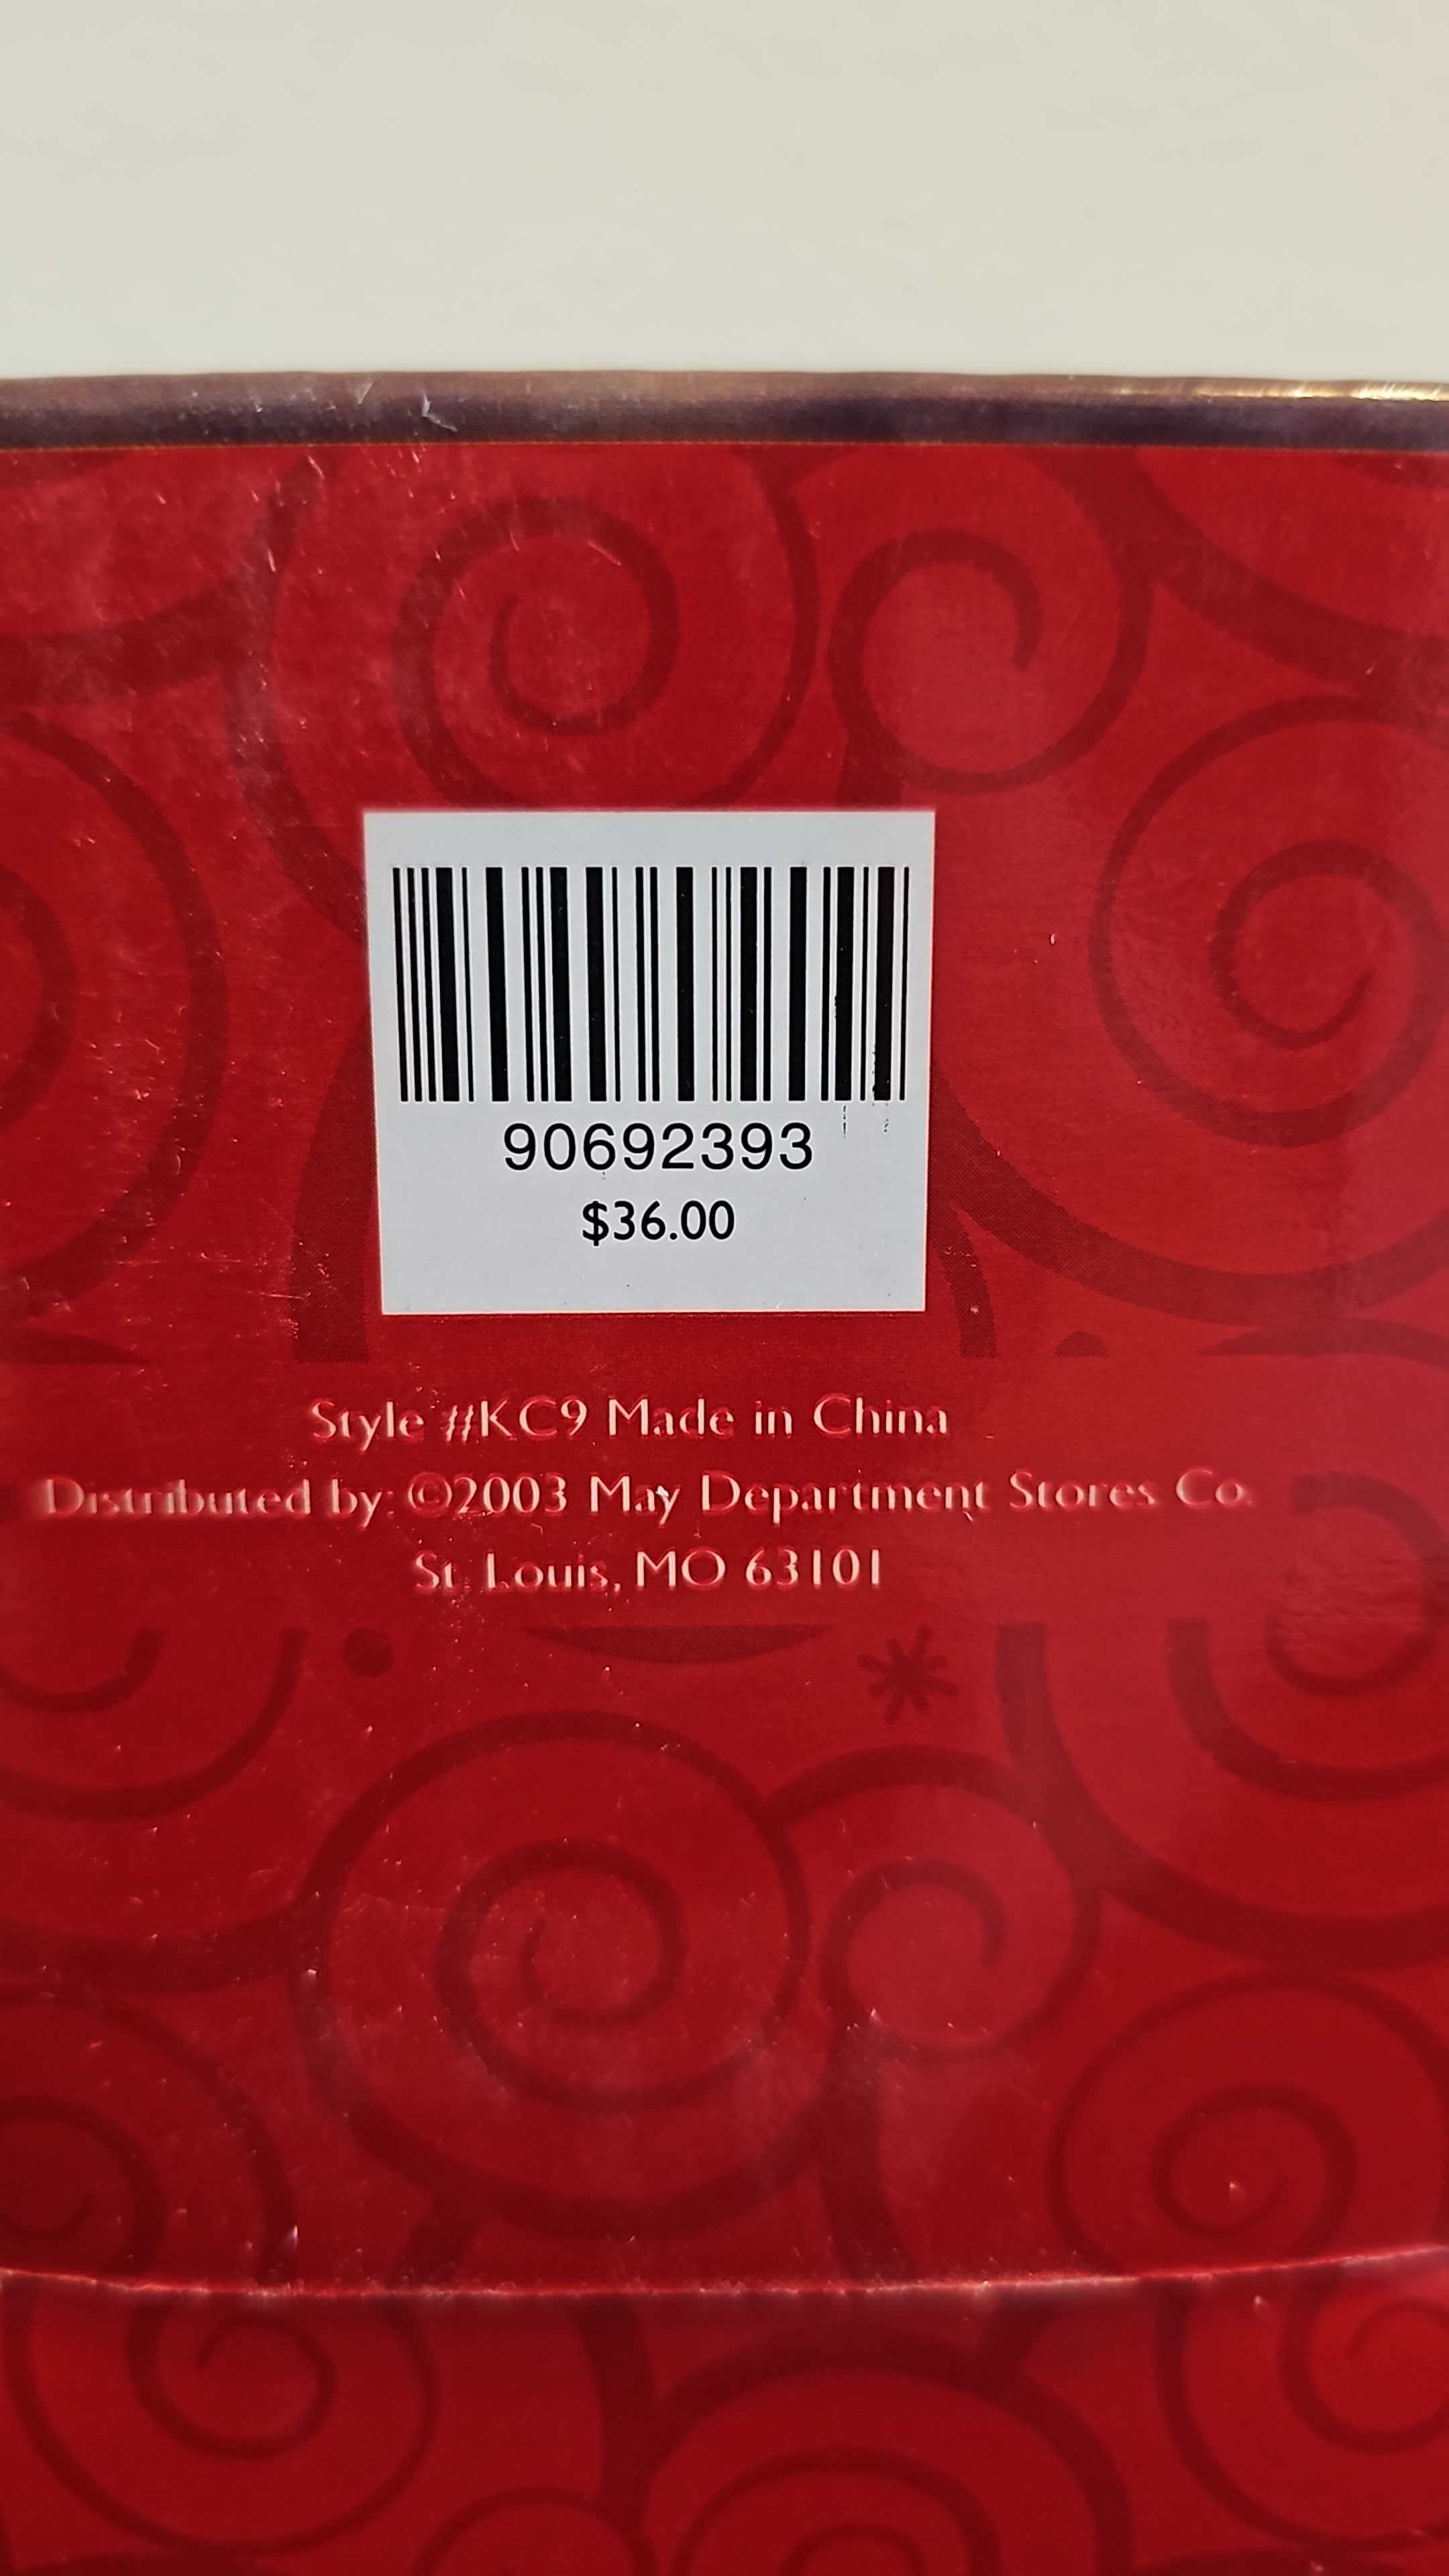 90692393
$36.00
Style #KC9 Made in China
Distributed by: ©2003 May Department Stores Co.
St. Louis, MO 63101